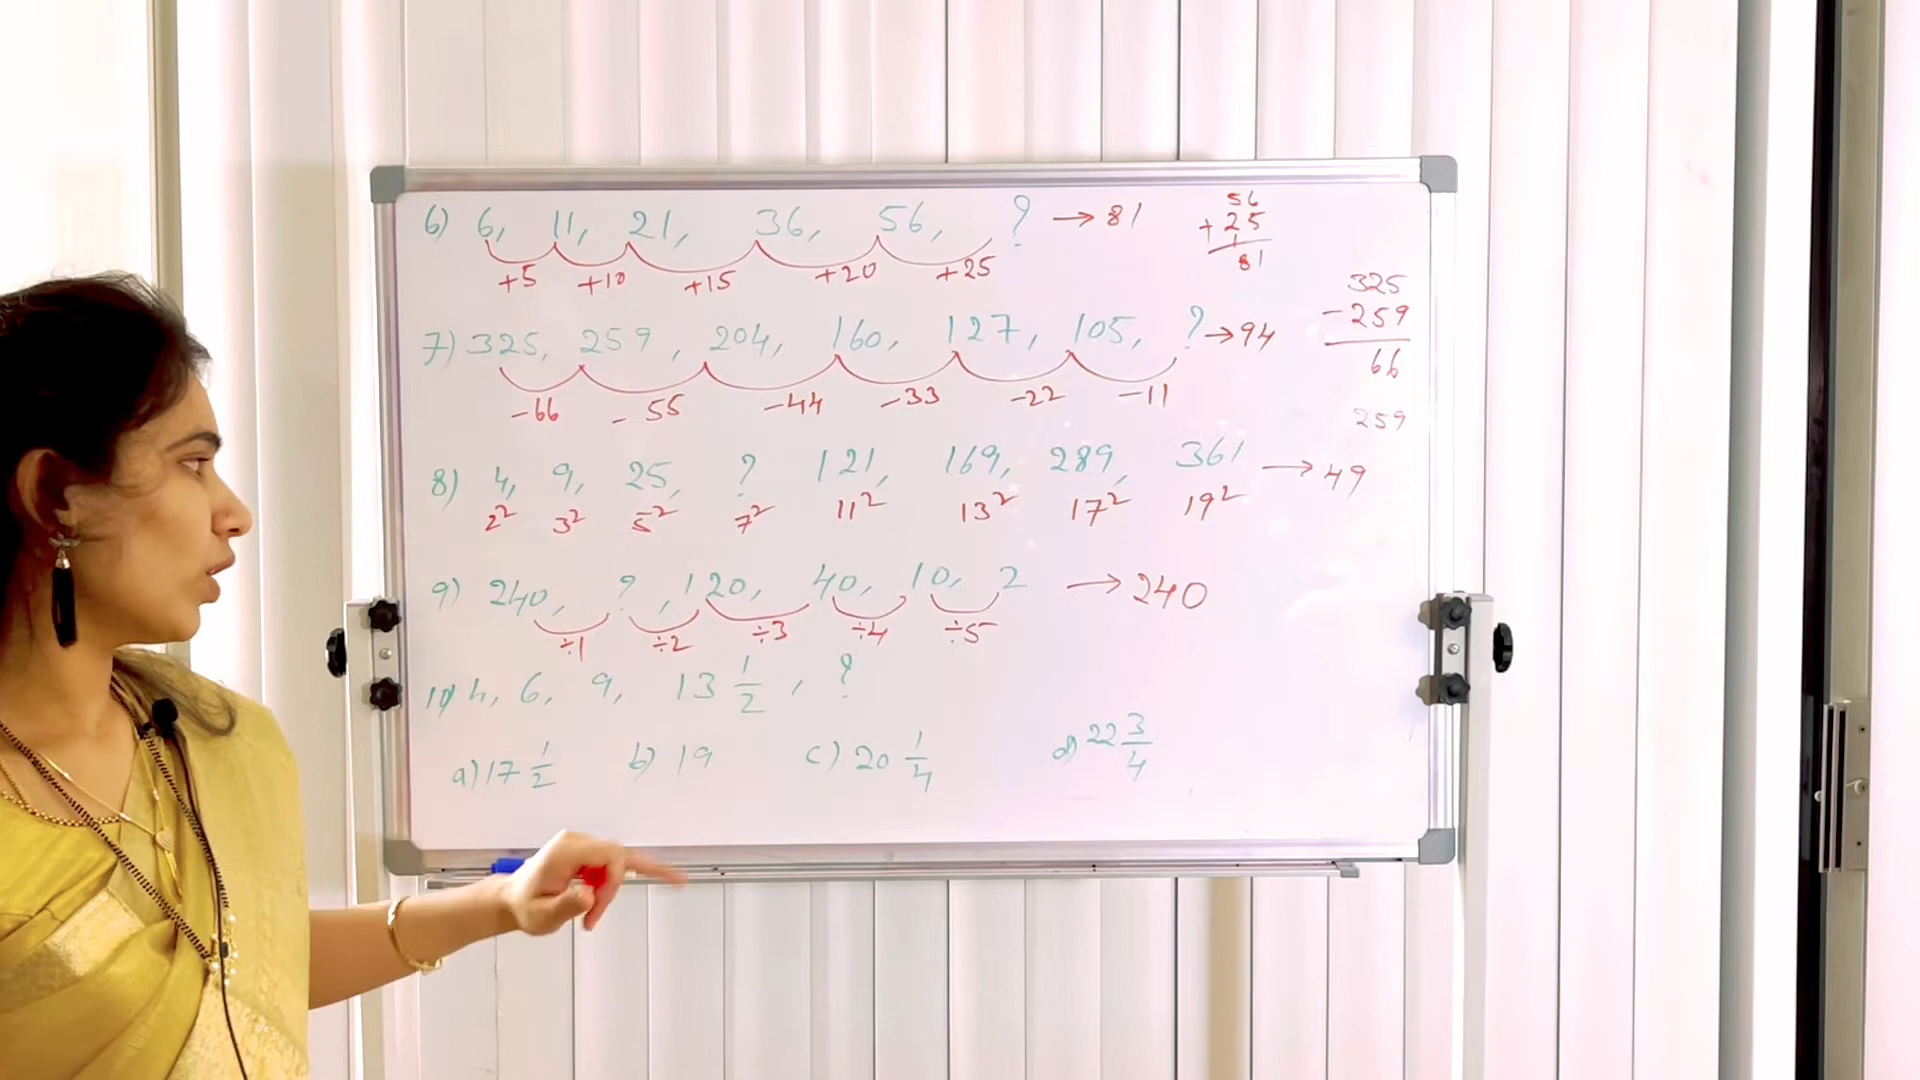 6) 6, 11, 21, 36, 56, ? → 81
+5 +10 +15 +20 +25
56
+ 25
1
81
7) 325, 259, 204, 160, 127, 105, ? → 94
-66 -55 -44 -33 -22 -11
325
- 259
66
259
8) 4, 9, 25, ? 121, 169, 289, 361 → 49
2² 3² 5² 7² 11² 13² 17² 19²
9) 240, ?, 120, 40, 10, 2 → 240
÷1 ÷2 ÷3 ÷4 ÷5
10) 4, 6, 9, 13 1/2, ?
a) 17 1/2 b) 19 c) 20 1/4 d) 22 3/4